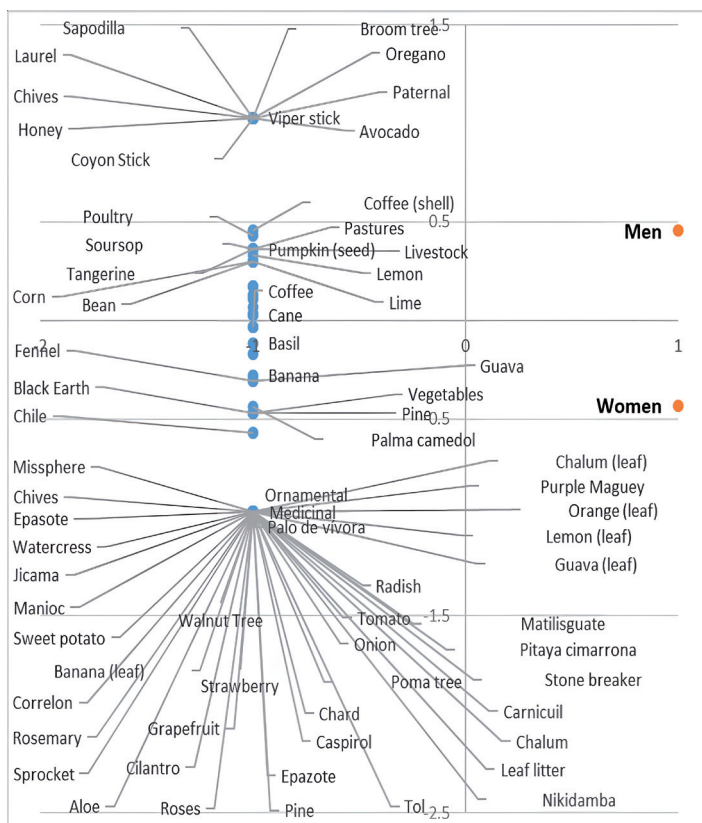 1.5
Sapodilla
Broom tree
Laurel
Oregano
Chives
Paternal
Viper stick
Honey
Avocado
Coyon Stick
Coffee (shell)
0.5
Poultry
Pastures
Men
Soursop
Pumpkin (seed)
Livestock
Tangerine
Lemon
Corn
Coffee
Bean
Lime
Cane
-2
-1
0
1
Basil
Fennel
Guava
Banana
Black Earth
Vegetables
Women
Chile
Pine
-0.5
Palma camedol
Missphere
Chalum (leaf)
Chives
Ornamental
Purple Maguey
Epasote
Medicinal
Orange (leaf)
Palo de vivora
Lemon (leaf)
Watercress
Guava (leaf)
Jicama
Radish
Manioc
Walnut Tree
Tomato
-1.5
Matilisguate
Sweet potato
Onion
Pitaya cimarrona
Banana (leaf)
Strawberry
Poma tree
Stone breaker
Correlon
Chard
Carnicuil
Rosemary
Grapefruit
Caspirol
Chalum
Sprocket
Cilantro
Epazote
Leaf litter
Aloe
Roses
Pine
Tol
-2.5
Nikidamba